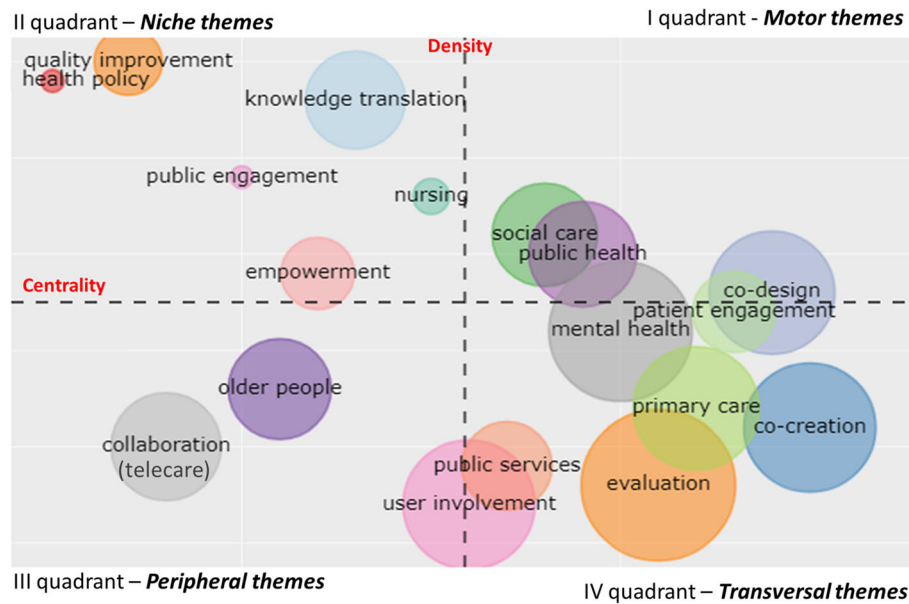 II quadrant – Niche themes
I quadrant - Motor themes
Density
quality improvement
health policy
knowledge translation
public engagement
nursing
social care
public health
empowerment
Centrality
co-design
patient engagement
mental health
older people
primary care
co-creation
collaboration
(telecare)
public services
evaluation
user involvement
III quadrant – Peripheral themes
IV quadrant – Transversal themes